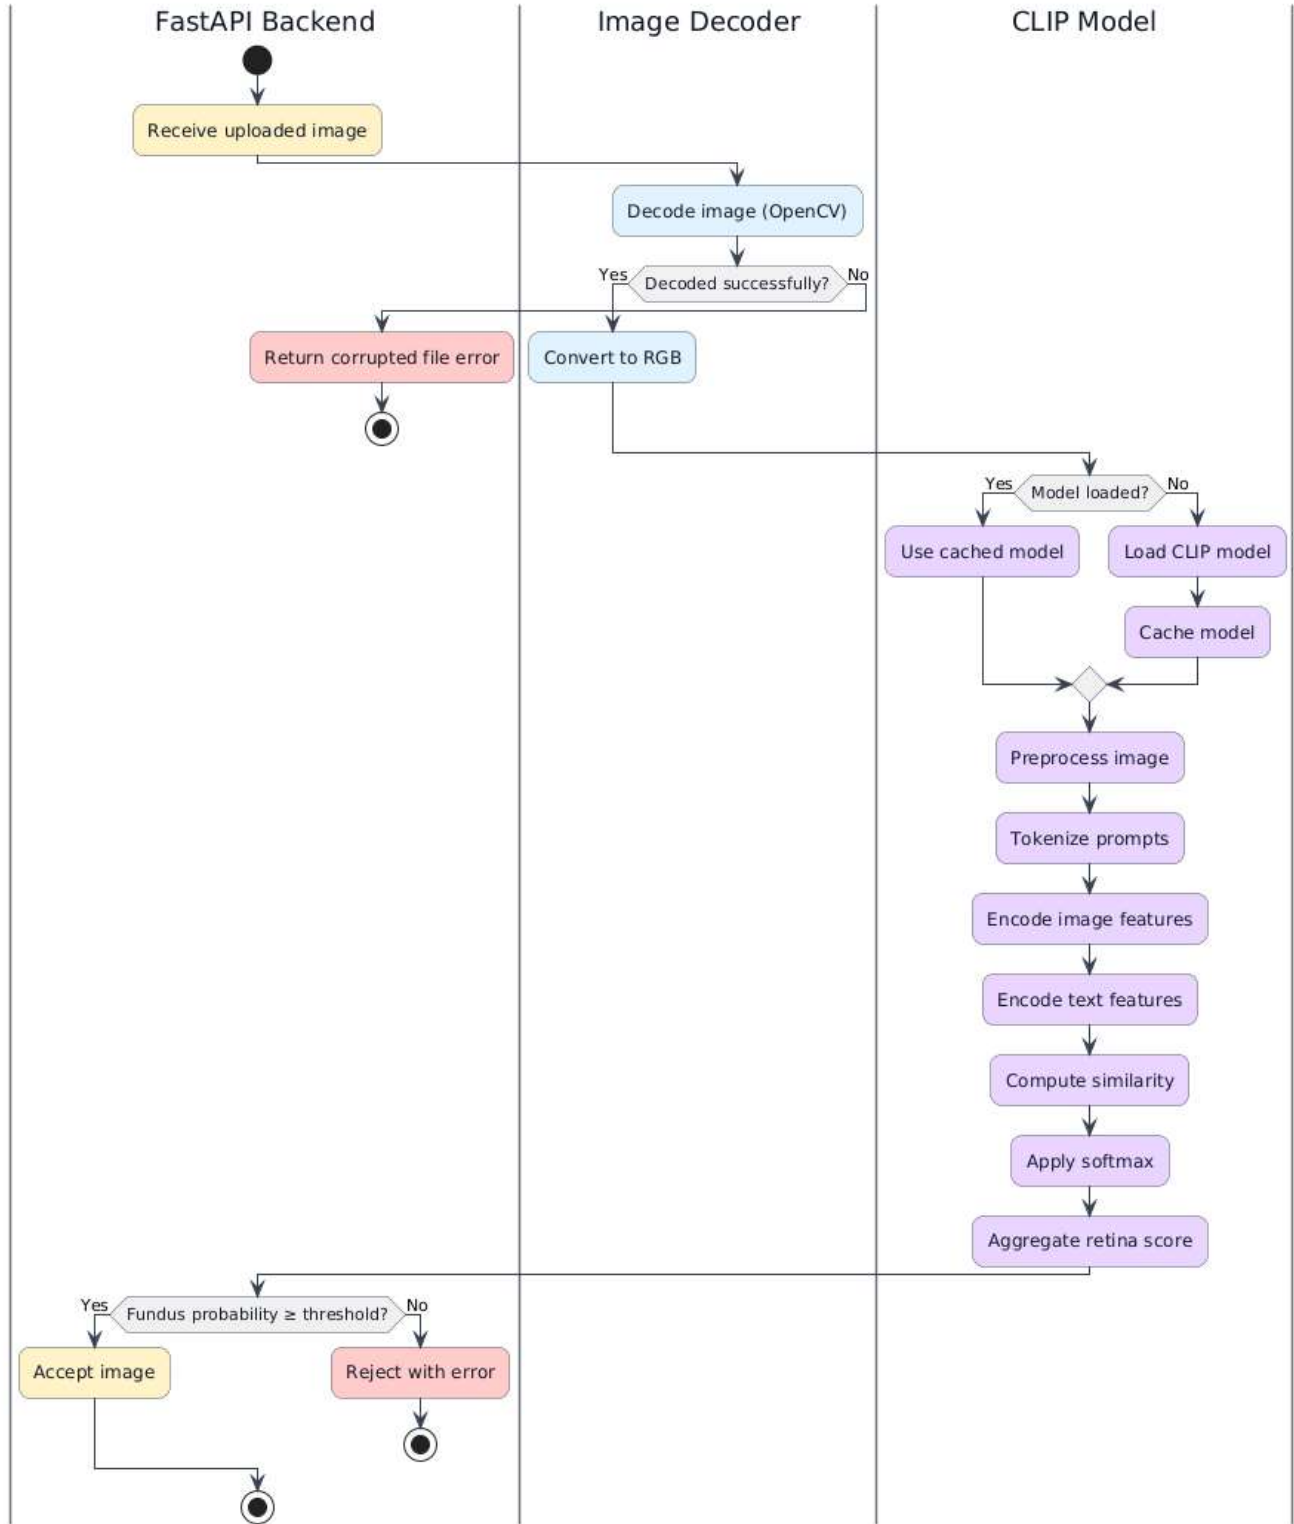 FastAPI Backend
Image Decoder
CLIP Model
Receive uploaded image
Decode image (OpenCV)
Yes
Decoded successfully?
No
Return corrupted file error
Convert to RGB
Yes
Model loaded?
No
Use cached model
Load CLIP model
Cache model
Preprocess image
Tokenize prompts
Encode image features
Encode text features
Compute similarity
Apply softmax
Aggregate retina score
Yes
Fundus probability ≥ threshold?
No
Accept image
Reject with error